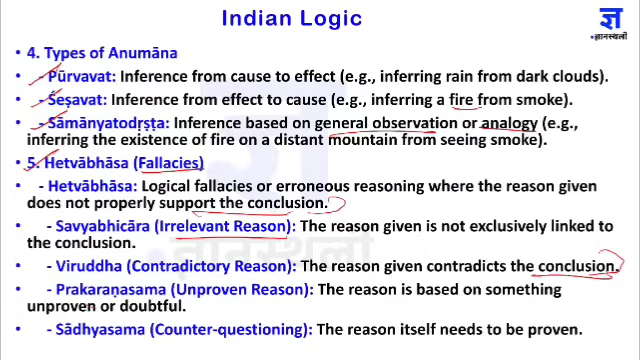 Indian Logic
ज्ञ
ज्ञानस्थली
• 4. Types of Anumāna
• - Pūrvavat: Inference from cause to effect (e.g., inferring rain from dark clouds).
• - Śeṣavat: Inference from effect to cause (e.g., inferring a fire from smoke).
• - Sāmānyatodṛṣṭa: Inference based on general observation or analogy (e.g.,
inferring the existence of fire on a distant mountain from seeing smoke).
• 5. Hetvābhāsa (Fallacies)
• - Hetvābhāsa: Logical fallacies or erroneous reasoning where the reason given
does not properly support the conclusion.
• - Savyabhicāra (Irrelevant Reason): The reason given is not exclusively linked to
the conclusion.
• - Viruddha (Contradictory Reason): The reason given contradicts the conclusion.
• - Prakaraṇasama (Unproven Reason): The reason is based on something
unproven or doubtful.
• - Sādhyasama (Counter-questioning): The reason itself needs to be proven.